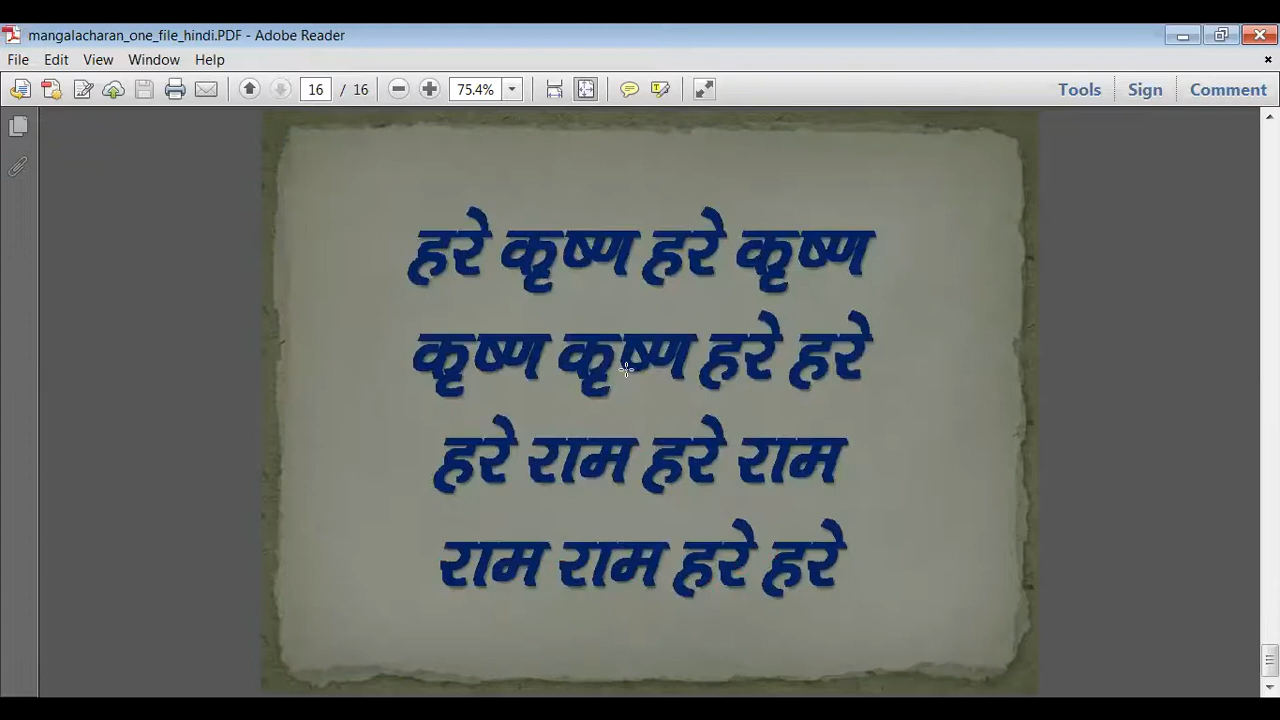 mangalacharan_one_file_hindi.PDF - Adobe Reader
File Edit View Window Help
16 / 16 75.4% Tools Sign Comment
हरे कृष्ण हरे कृष्ण
कृष्ण कृष्ण हरे हरे
हरे राम हरे राम
राम राम हरे हरे